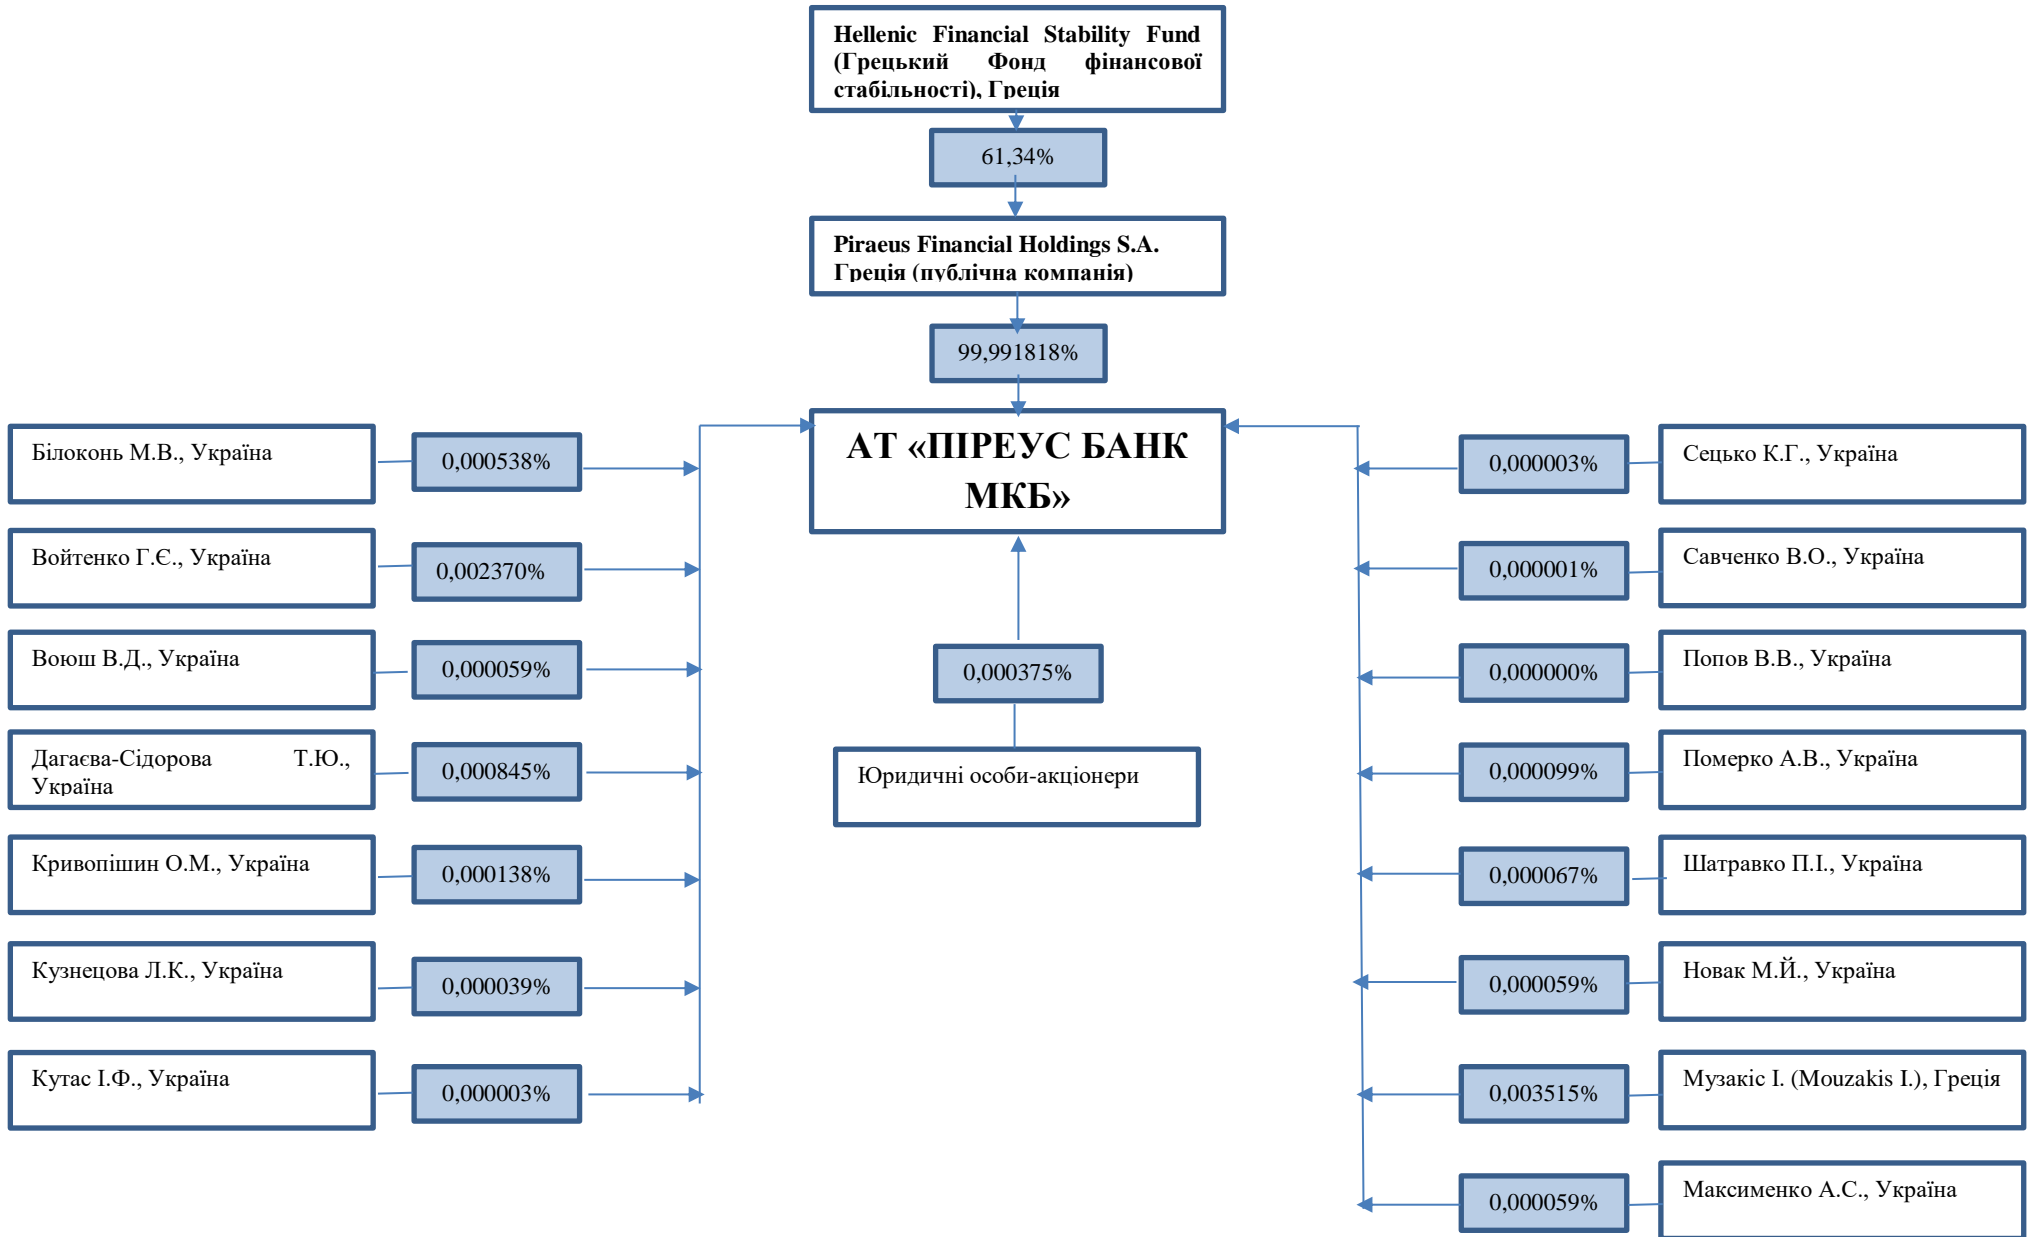 Hellenic Financial Stability Fund
(Грецький Фонд фінансової
стабільності), Греція
61,34%
Piraeus Financial Holdings S.A.
Греція (публічна компанія)
99,991818%
АТ «ПІРЕУС БАНК
МКБ»
0,000375%
Юридичні особи-акціонери
Білоконь М.В., Україна
0,000538%
Войтенко Г.Є., Україна
0,002370%
Воюш В.Д., Україна
0,000059%
Дагаєва-Сідорова Т.Ю.,
Україна
0,000845%
Кривопішин О.М., Україна
0,000138%
Кузнецова Л.К., Україна
0,000039%
Кутас І.Ф., Україна
0,000003%
0,000003%
Сецько К.Г., Україна
0,000001%
Савченко В.О., Україна
0,000000%
Попов В.В., Україна
0,000099%
Померко А.В., Україна
0,000067%
Шатравко П.І., Україна
0,000059%
Новак М.Й., Україна
0,003515%
Музакіс І. (Mouzakis I.), Греція
0,000059%
Максименко А.С., Україна